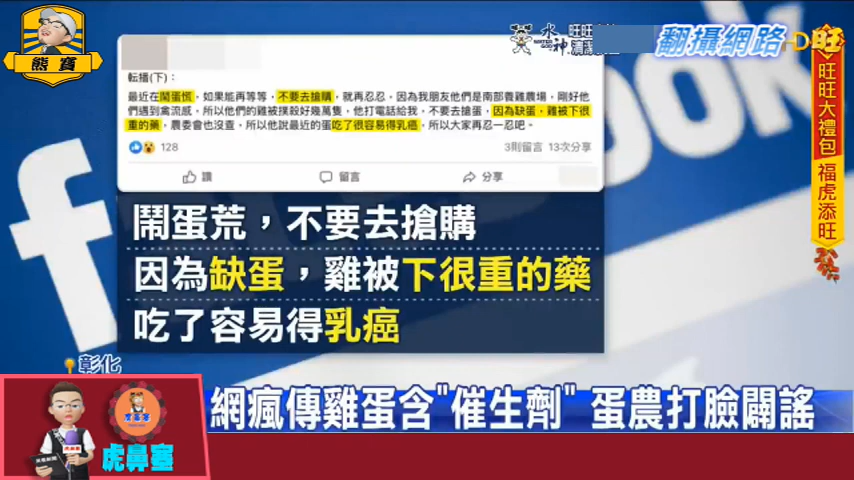 熊寶
水神
旺旺
翻攝網路
旺
旺旺大禮包 福虎添旺
転播(下)：
最近在鬧蛋慌，如果能再等等，不要去搶購，就再忍忍，因為我朋友他們是南部養雞農場，剛好他
們遇到禽流感，所以他們的雞被撲殺好幾萬隻，他打電話給我，不要去搶蛋，因為缺蛋，雞被下很
重的藥，農委會也沒查，所以他說最近的蛋吃了很容易得乳癌，所以大家再忍一忍吧。
128
3則留言 13次分享
讚 留言 分享
鬧蛋荒，不要去搶購
因為缺蛋，雞被下很重的藥
吃了容易得乳癌
彰化
網瘋傳雞蛋含"催生劑" 蛋農打臉闢謠
虎鼻塞